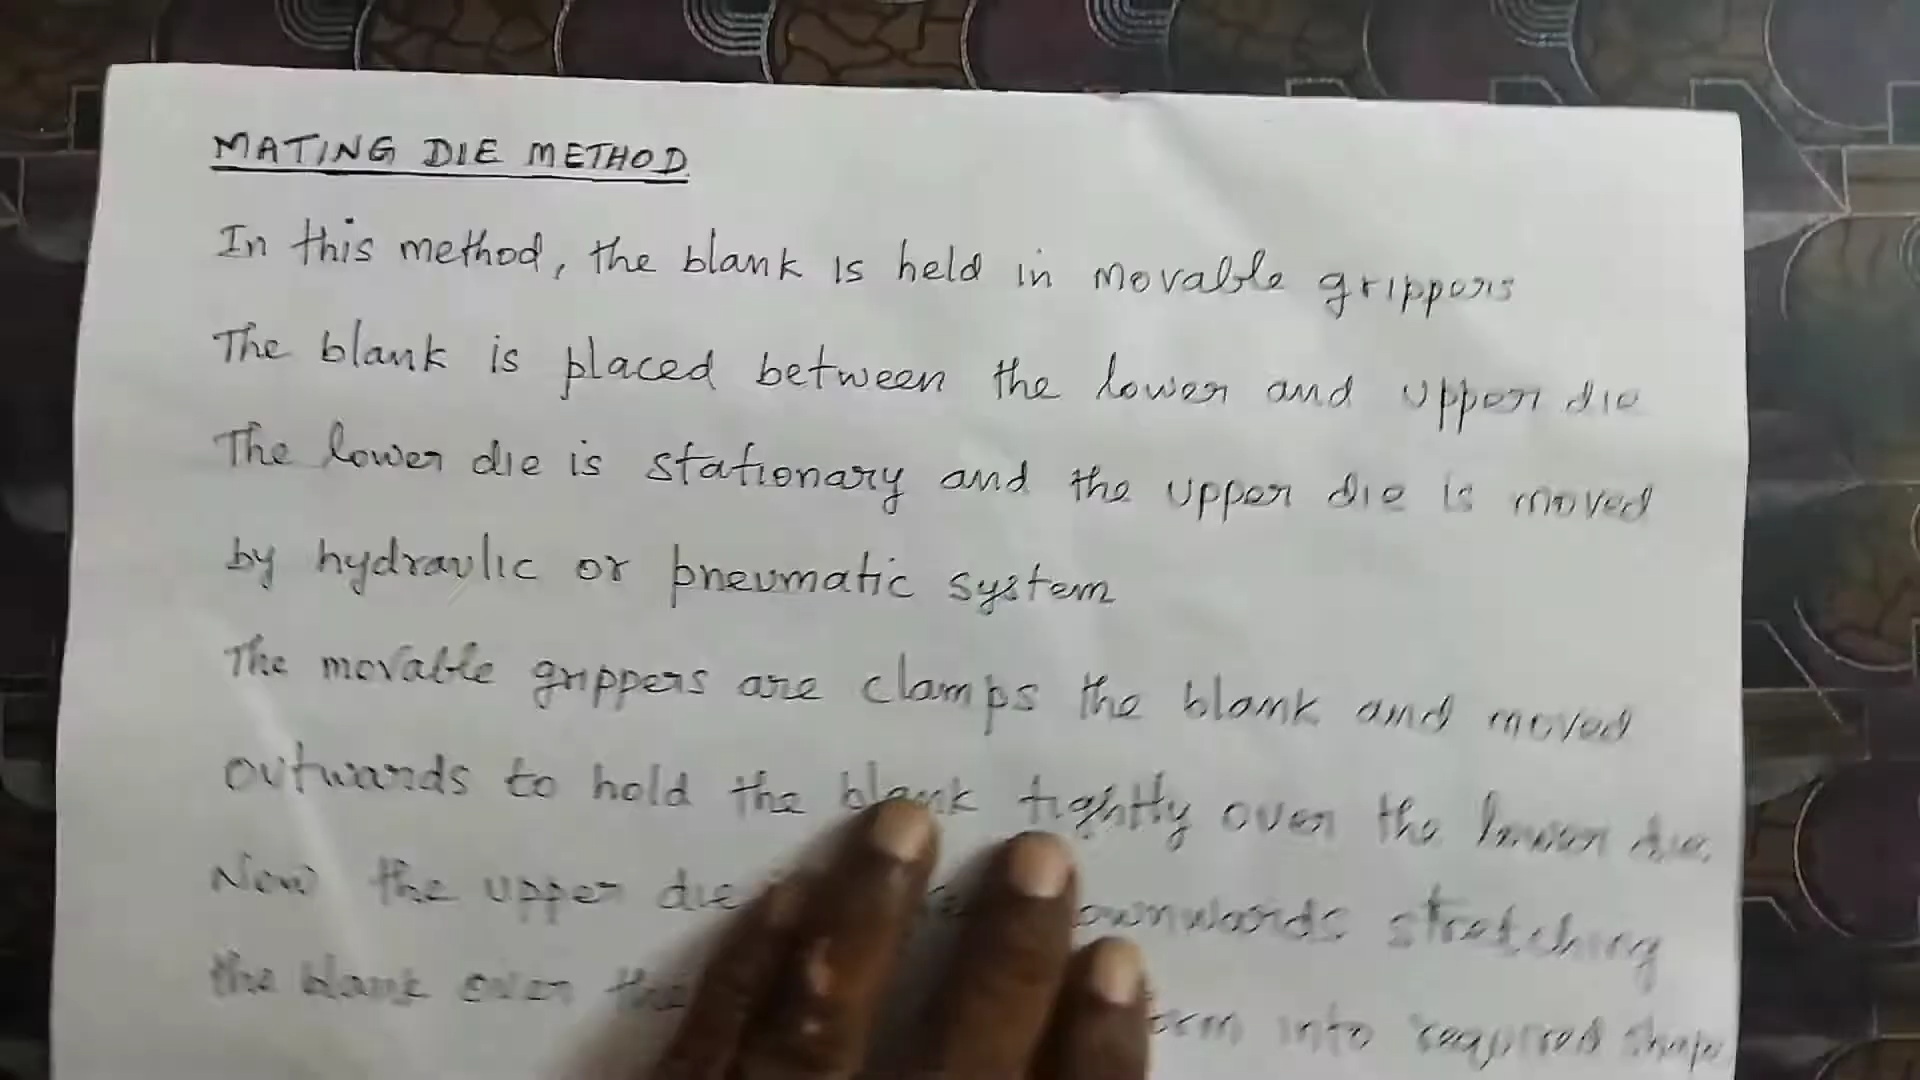 MATING DIE METHOD
In this method, the blank is held in movable grippers
The blank is placed between the lower and upper die
The lower die is stationary and the upper die is moved
by hydraulic or pneumatic system
The movable grippers are clamps the blank and moved
outwards to hold the blank tightly over the lower die.
Now the upper die stretching
the blank over the into required shape